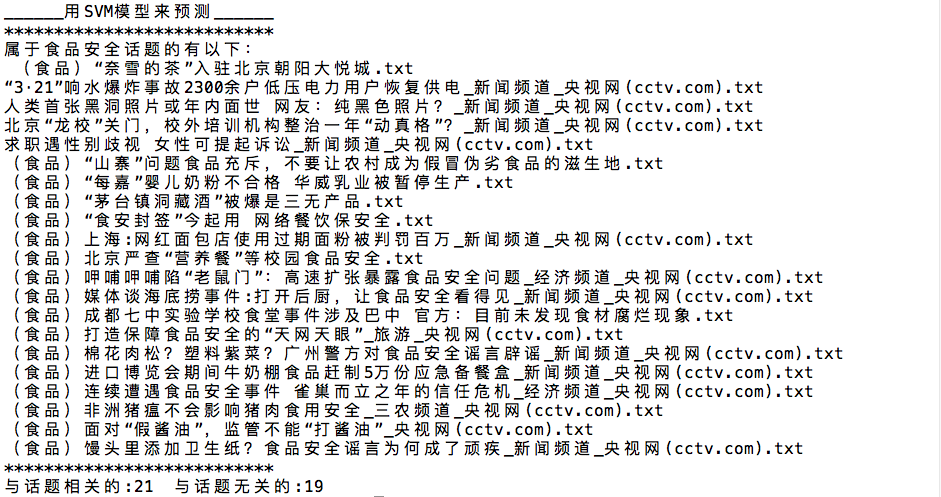 ______用SVM模型来预测______
***************************
属于食品安全话题的有以下：
（食品）“奈雪的茶”入驻北京朝阳大悦城.txt
“3·21”响水爆炸事故2300余户低压电力用户恢复供电_新闻频道_央视网(cctv.com).txt
人类首张黑洞照片或年内面世 网友：纯黑色照片？_新闻频道_央视网(cctv.com).txt
北京“龙校”关门，校外培训机构整治一年“动真格”？_新闻频道_央视网(cctv.com).txt
求职遇性别歧视 女性可提起诉讼_新闻频道_央视网(cctv.com).txt
（食品）“山寨”问题食品充斥，不要让农村成为假冒伪劣食品的滋生地.txt
（食品）“每嘉”婴儿奶粉不合格 华威乳业被暂停生产.txt
（食品）“茅台镇洞藏酒”被爆是三无产品.txt
（食品）“食安封签”今起用 网络餐饮保安全.txt
（食品）上海:网红面包店使用过期面粉被判罚百万_新闻频道_央视网(cctv.com).txt
（食品）北京严查“营养餐”等校园食品安全.txt
（食品）呷哺呷哺陷“老鼠门”：高速扩张暴露食品安全问题_经济频道_央视网(cctv.com).txt
（食品）媒体谈海底捞事件:打开后厨，让食品安全看得见_新闻频道_央视网(cctv.com).txt
（食品）成都七中实验学校食堂事件涉及巴中 官方：目前未发现食材腐烂现象.txt
（食品）打造保障食品安全的“天网天眼”_旅游_央视网(cctv.com).txt
（食品）棉花肉松？塑料紫菜？广州警方对食品安全谣言辟谣_新闻频道_央视网(cctv.com).txt
（食品）进口博览会期间牛奶棚食品赶制5万份应急备餐盒_新闻频道_央视网(cctv.com).txt
（食品）连续遭遇食品安全事件 雀巢而立之年的信任危机_经济频道_央视网(cctv.com).txt
（食品）非洲猪瘟不会影响猪肉食用安全_三农频道_央视网(cctv.com).txt
（食品）面对“假酱油”，监管不能“打酱油”_央视网(cctv.com).txt
（食品）馒头里添加卫生纸？食品安全谣言为何成了顽疾_新闻频道_央视网(cctv.com).txt
***************************
与话题相关的:21 与话题无关的:19